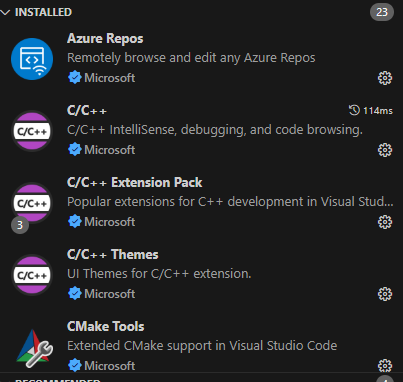 INSTALLED 23
Azure Repos
Remotely browse and edit any Azure Repos
Microsoft
C/C++ 114ms
C/C++ C/C++ IntelliSense, debugging, and code browsing.
Microsoft
C/C++ Extension Pack
C/C++ Popular extensions for C++ development in Visual Stud...
3 Microsoft
C/C++ Themes
C/C++ UI Themes for C/C++ extension.
Microsoft
CMake Tools
Extended CMake support in Visual Studio Code
Microsoft
RECOMMENDED